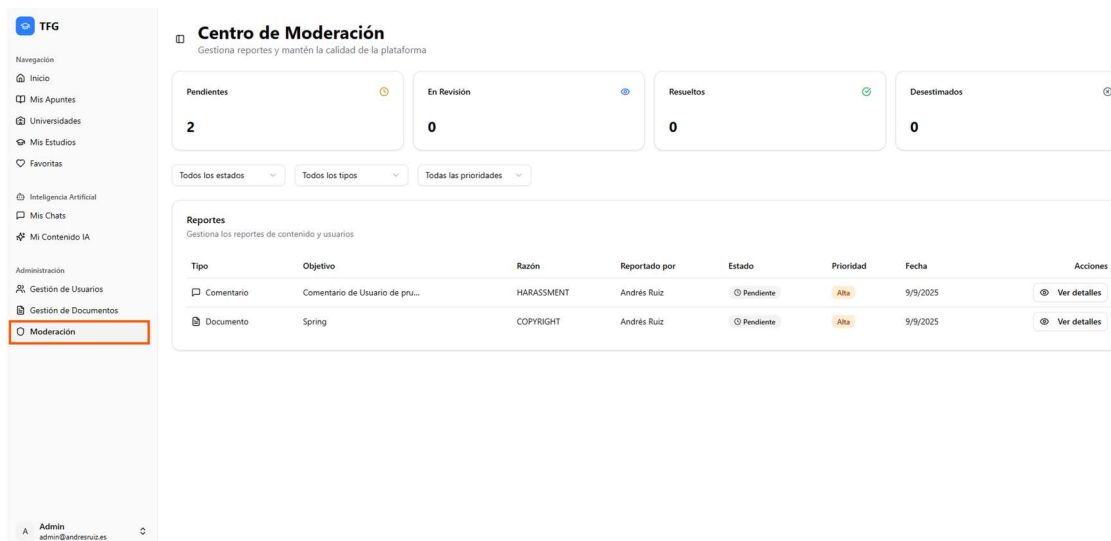 TFG
Navegación
Inicio
Mis Apuntes
Universidades
Mis Estudios
Favoritas
Inteligencia Artificial
Mis Chats
Mi Contenido IA
Administración
Gestión de Usuarios
Gestión de Documentos
Moderación
A Admin
admin@andresruiz.es
Centro de Moderación
Gestiona reportes y mantén la calidad de la plataforma
Pendientes
2
En Revisión
0
Resueltos
0
Desestimados
0
Todos los estados Todos los tipos Todas las prioridades
Reportes
Gestiona los reportes de contenido y usuarios
Tipo Objetivo Razón Reportado por Estado Prioridad Fecha Acciones
Comentario Comentario de Usuario de pru... HARASSMENT Andrés Ruiz Pendiente Alta 9/9/2025 Ver detalles
Documento Spring COPYRIGHT Andrés Ruiz Pendiente Alta 9/9/2025 Ver detalles